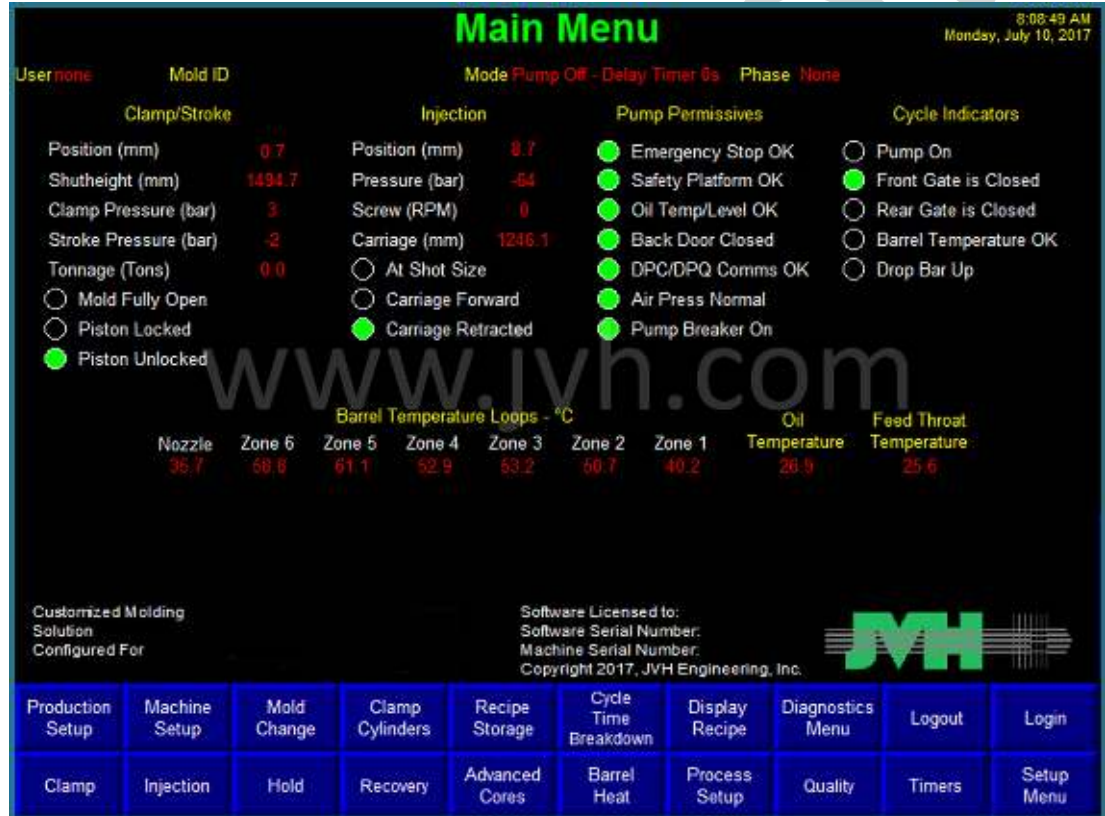 Main Menu
8:08:49 AM
Monday, July 10, 2017
User none Mold ID Mode Pump Off - Delay Timer 6s Phase None
Clamp/Stroke Injection Pump Permissives Cycle Indicators
Position (mm) 0.7 Position (mm) 8.7 Emergency Stop OK Pump On
Shutheight (mm) 1494.7 Pressure (bar) -64 Safety Platform OK Front Gate is Closed
Clamp Pressure (bar) 3 Screw (RPM) 0 Oil Temp/Level OK Rear Gate is Closed
Stroke Pressure (bar) -2 Carriage (mm) 1246.1 Back Door Closed Barrel Temperature OK
Tonnage (Tons) 0.0 At Shot Size DPC/DPQ Comms OK Drop Bar Up
Mold Fully Open Carriage Forward Air Press Normal
Piston Locked Carriage Retracted Pump Breaker On
Piston Unlocked
www.jvh.com
Barrel Temperature Loops - °C Oil Feed Throat
Nozzle Zone 6 Zone 5 Zone 4 Zone 3 Zone 2 Zone 1 Temperature Temperature
61.1 52.9 53.2 40.2 26.9 25.6
Customized Molding
Solution
Configured For
Software Licensed to:
Software Serial Number:
Machine Serial Number:
Copyright 2017, JVH Engineering, Inc.
JVH
Production Setup
Machine Setup
Mold Change
Clamp Cylinders
Recipe Storage
Cycle Time Breakdown
Display Recipe
Diagnostics Menu
Logout
Login
Clamp
Injection
Hold
Recovery
Advanced Cores
Barrel Heat
Process Setup
Quality
Timers
Setup Menu